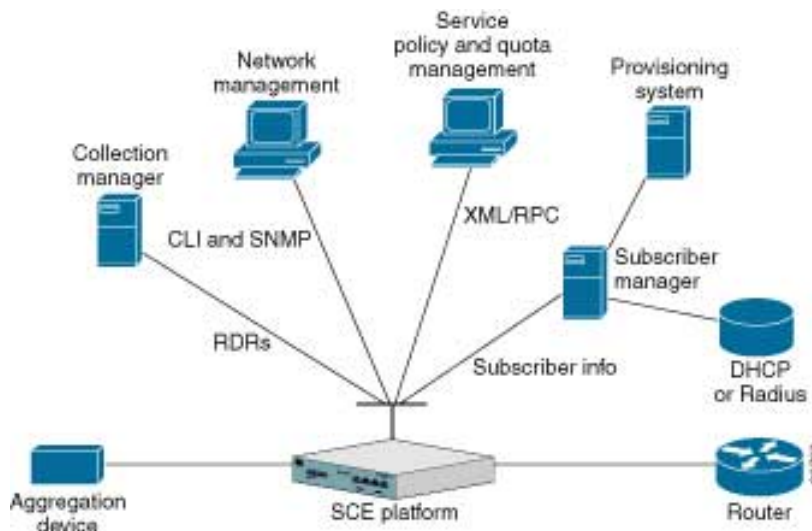 Service
policy and quota
management
Network
management
Provisioning
system
Collection
manager
XML/RPC
CLI and SNMP
Subscriber
manager
RDRs
Subscriber info
DHCP
or Radius
Aggregation
device
SCE platform
Router